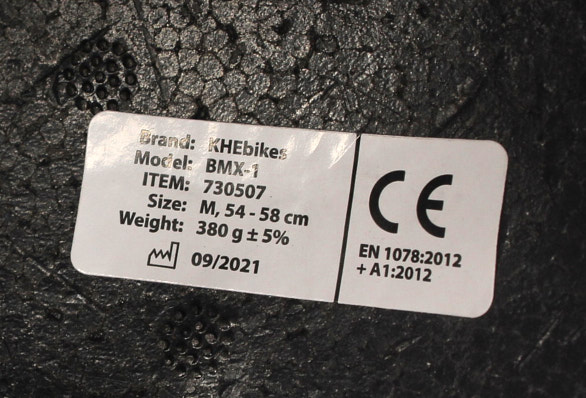 Brand: KHEbikes
Model: BMX-1
ITEM: 730507
Size: M, 54 - 58 cm
Weight: 380 g ± 5%
09/2021
CE
EN 1078:2012
+ A1:2012